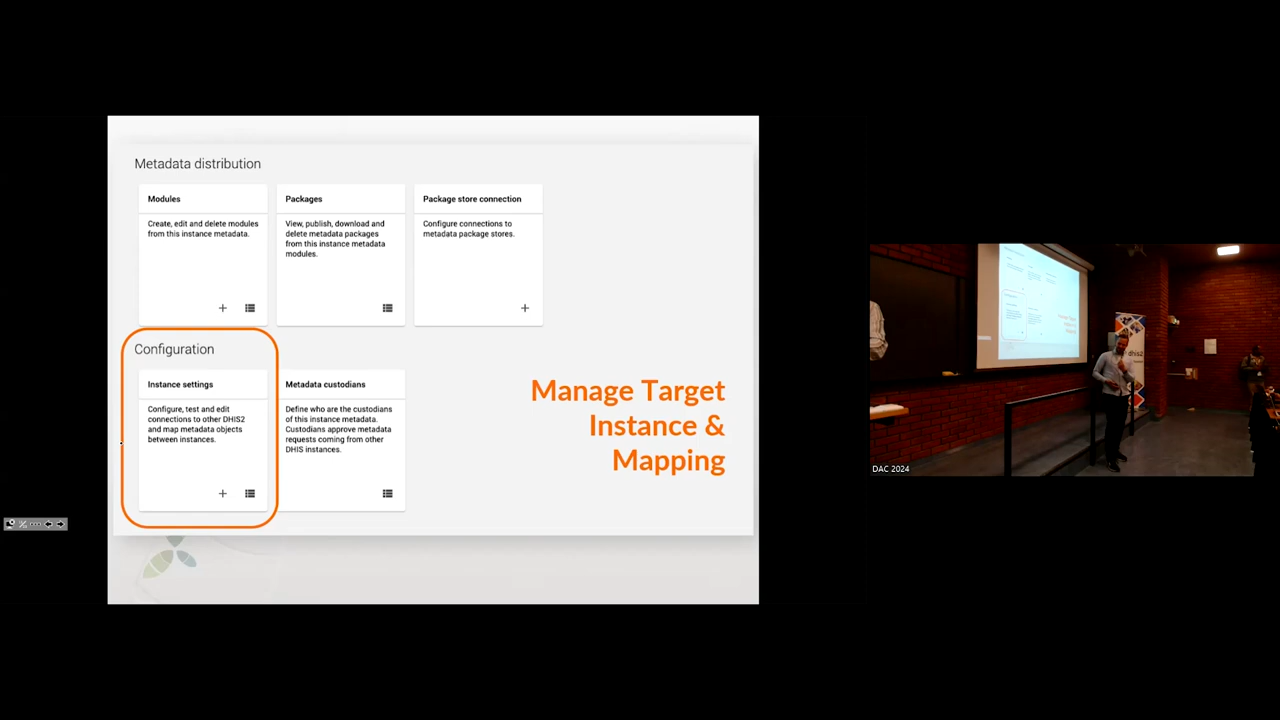 Metadata distribution
Modules
Create, edit and delete modules
from this instance metadata.
Packages
View, publish, download and
delete metadata packages
from this instance metadata
modules.
Package store connection
Configure connections to
metadata package stores.
Configuration
Instance settings
Configure, test and edit
connections to other DHIS2
and map metadata objects
between instances.
Metadata custodians
Define who are the custodians
of this instance metadata.
Custodians approve metadata
requests coming from other
DHIS instances.
Manage Target
Instance &
Mapping
dhis2
DAC 2024